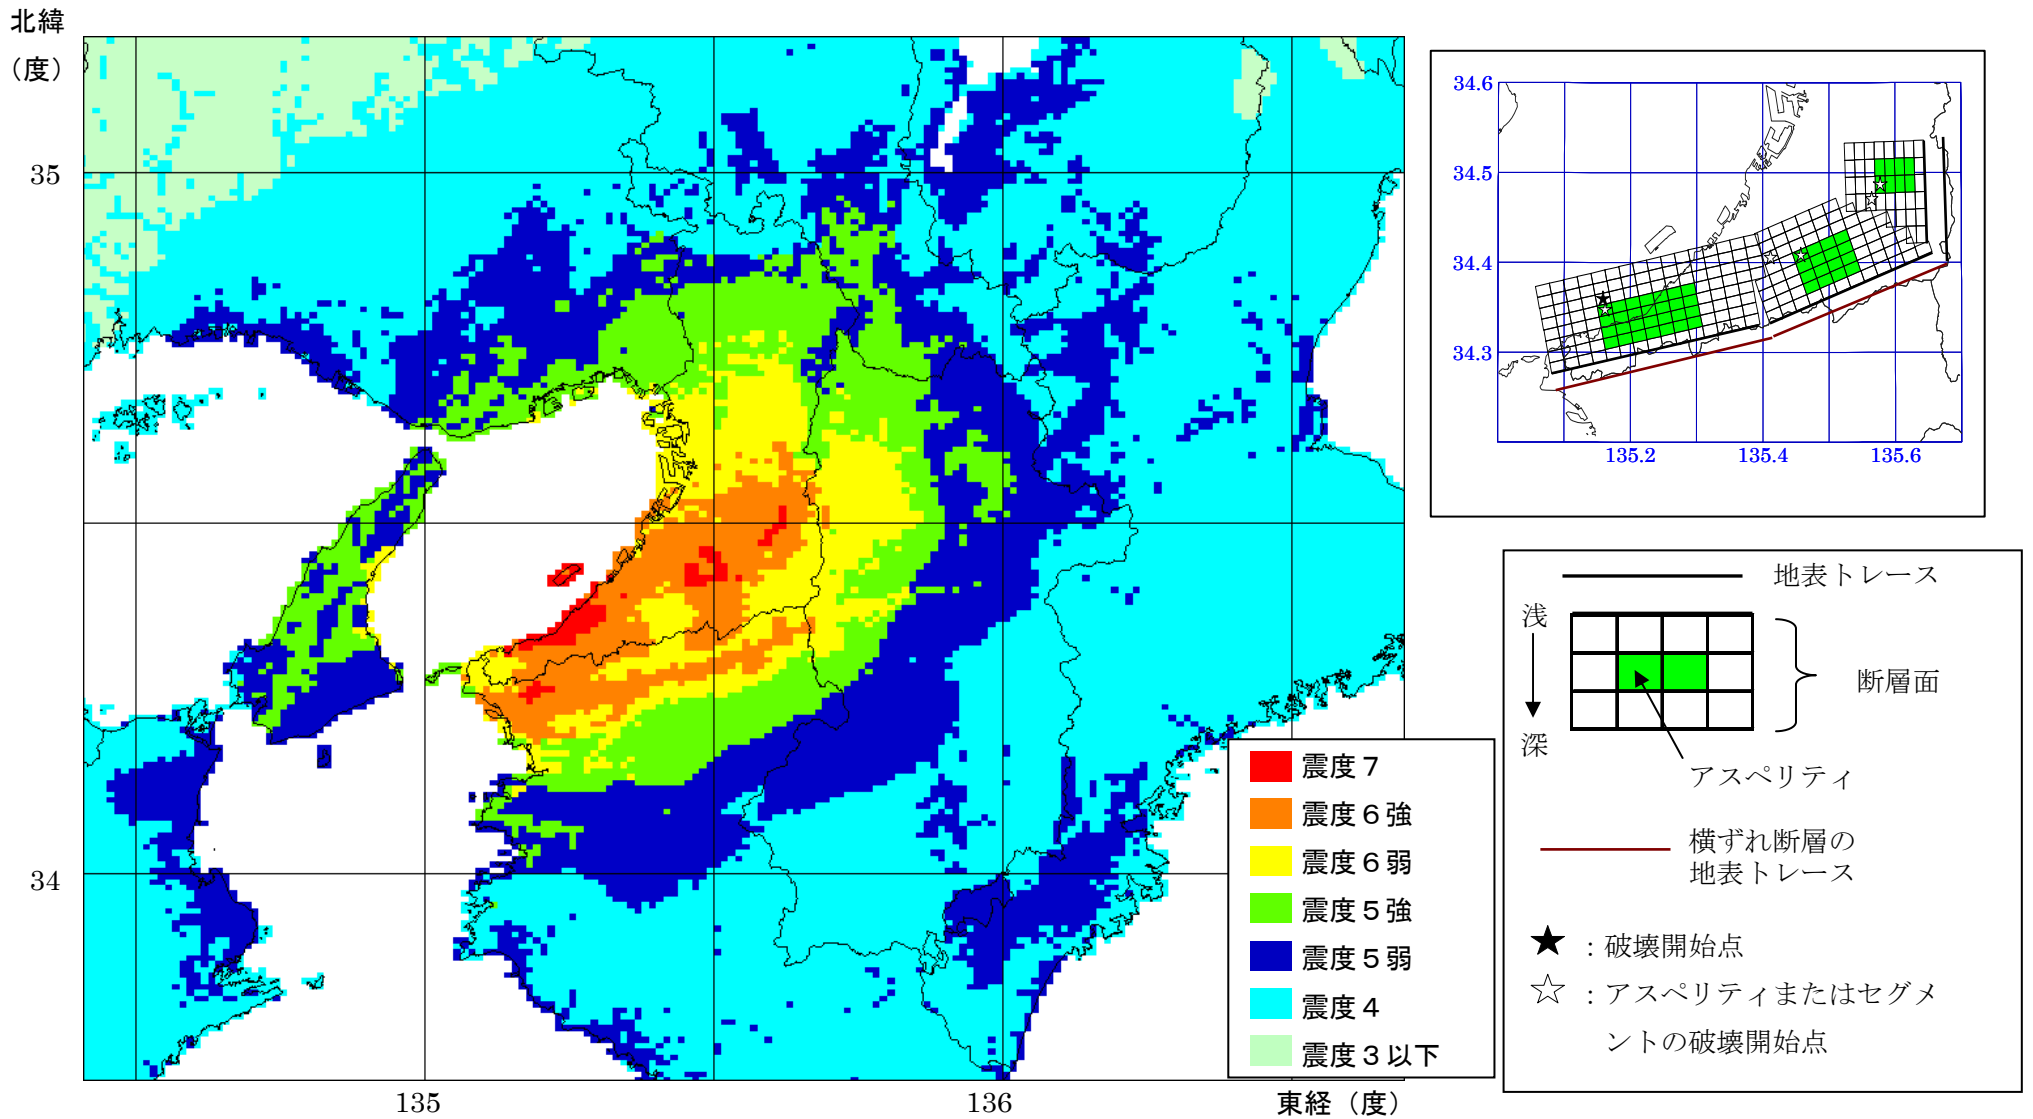 北緯
（度）
35
34
135
136
東経（度）
34.6
34.5
34.4
34.3
135.2
135.4
135.6
地表トレース
浅
深
断層面
アスペリティ
横ずれ断層の
地表トレース
★：破壊開始点
☆：アスペリティまたはセグメ
ントの破壊開始点
震度７
震度６強
震度６弱
震度５強
震度５弱
震度４
震度３以下